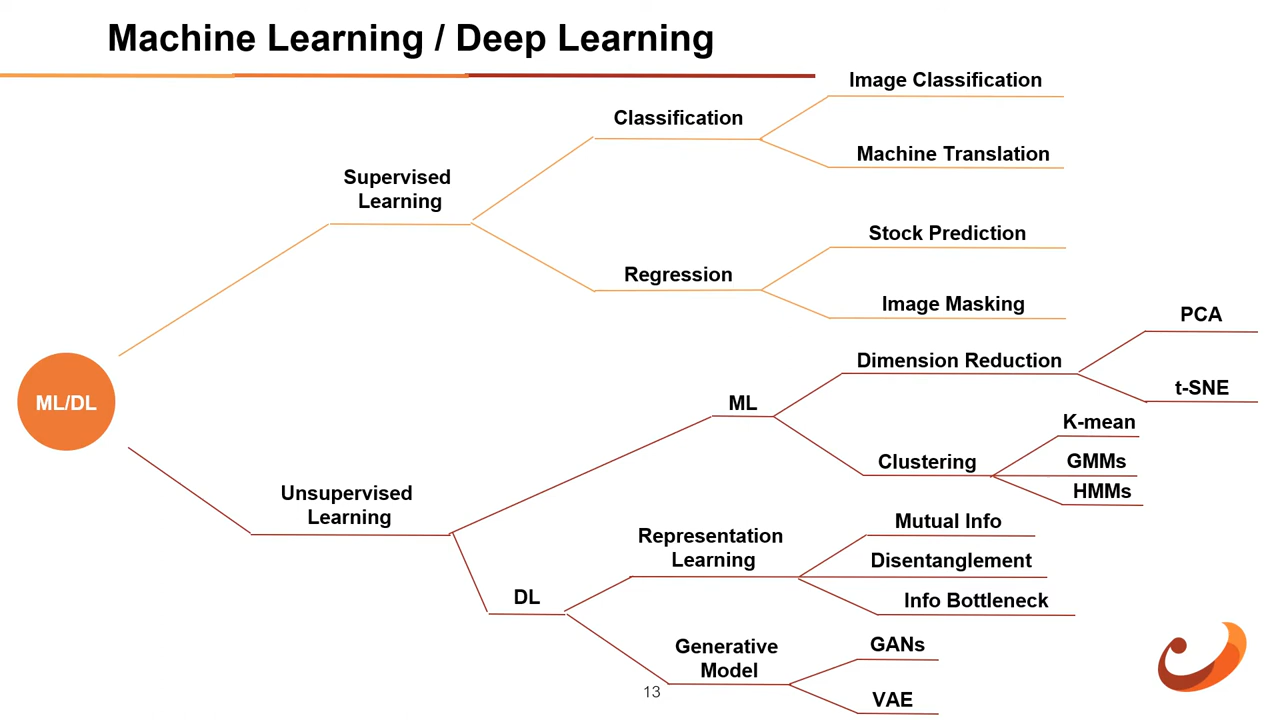 Machine Learning / Deep Learning
ML/DL
Supervised
Learning
Classification
Image Classification
Machine Translation
Regression
Stock Prediction
Image Masking
Unsupervised
Learning
ML
Dimension Reduction
PCA
t-SNE
Clustering
K-mean
GMMs
HMMs
DL
Representation
Learning
Mutual Info
Disentanglement
Info Bottleneck
Generative
Model
GANs
VAE
13